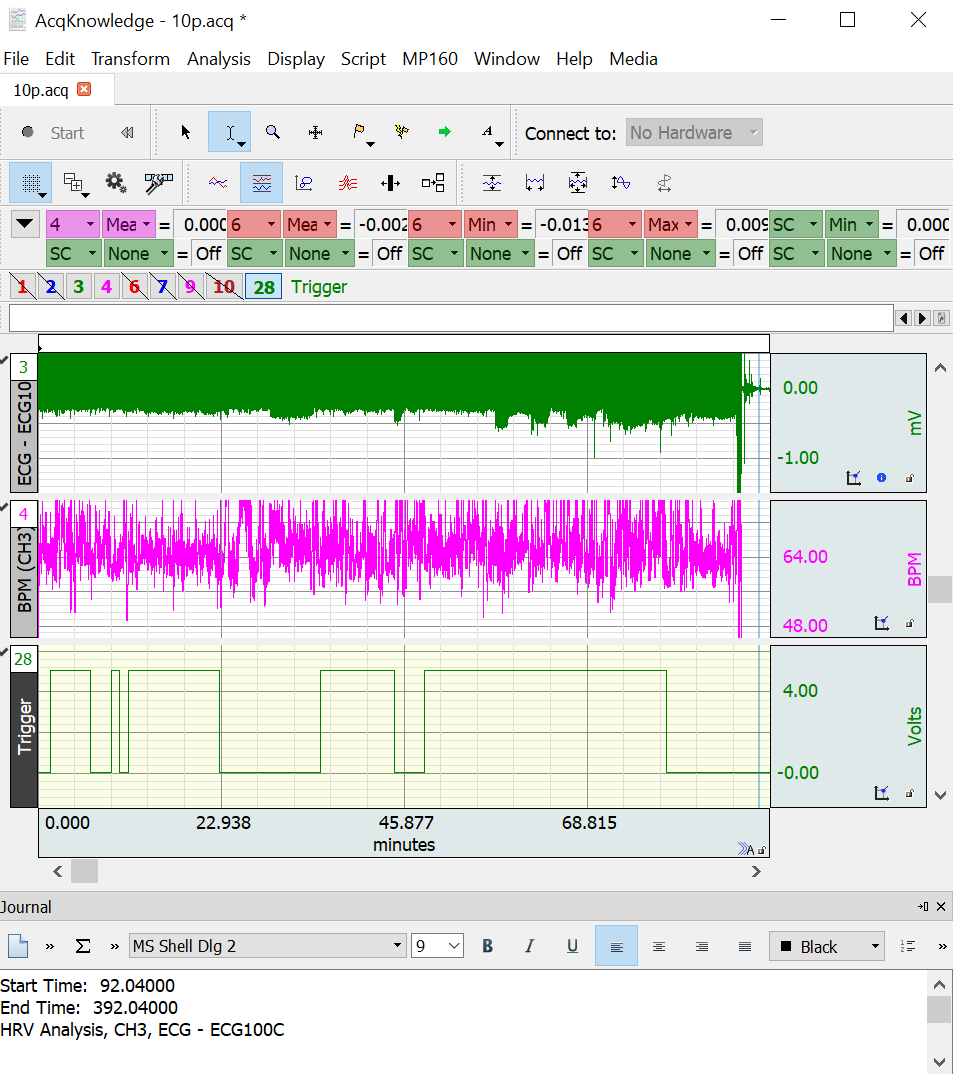 AcqKnowledge - 10p.acq *
File Edit Transform Analysis Display Script MP160 Window Help Media
10p.acq
Start Connect to: No Hardware
4 Mea = 0.000 6 Mea = -0.002 6 Min = -0.013 6 Max = 0.009 SC Min = 0.000
SC None = Off SC None = Off SC None = Off SC None = Off SC None = Off
1 2 3 4 6 7 9 10 28 Trigger
3
ECG - ECG10
0.00
-1.00
mV
4
BPM (CH3)
64.00
48.00
BPM
28
Trigger
4.00
-0.00
Volts
0.000 22.938 45.877 68.815
minutes
A
Journal
MS Shell Dlg 2 9 B I U Black
Start Time: 92.04000
End Time: 392.04000
HRV Analysis, CH3, ECG - ECG100C